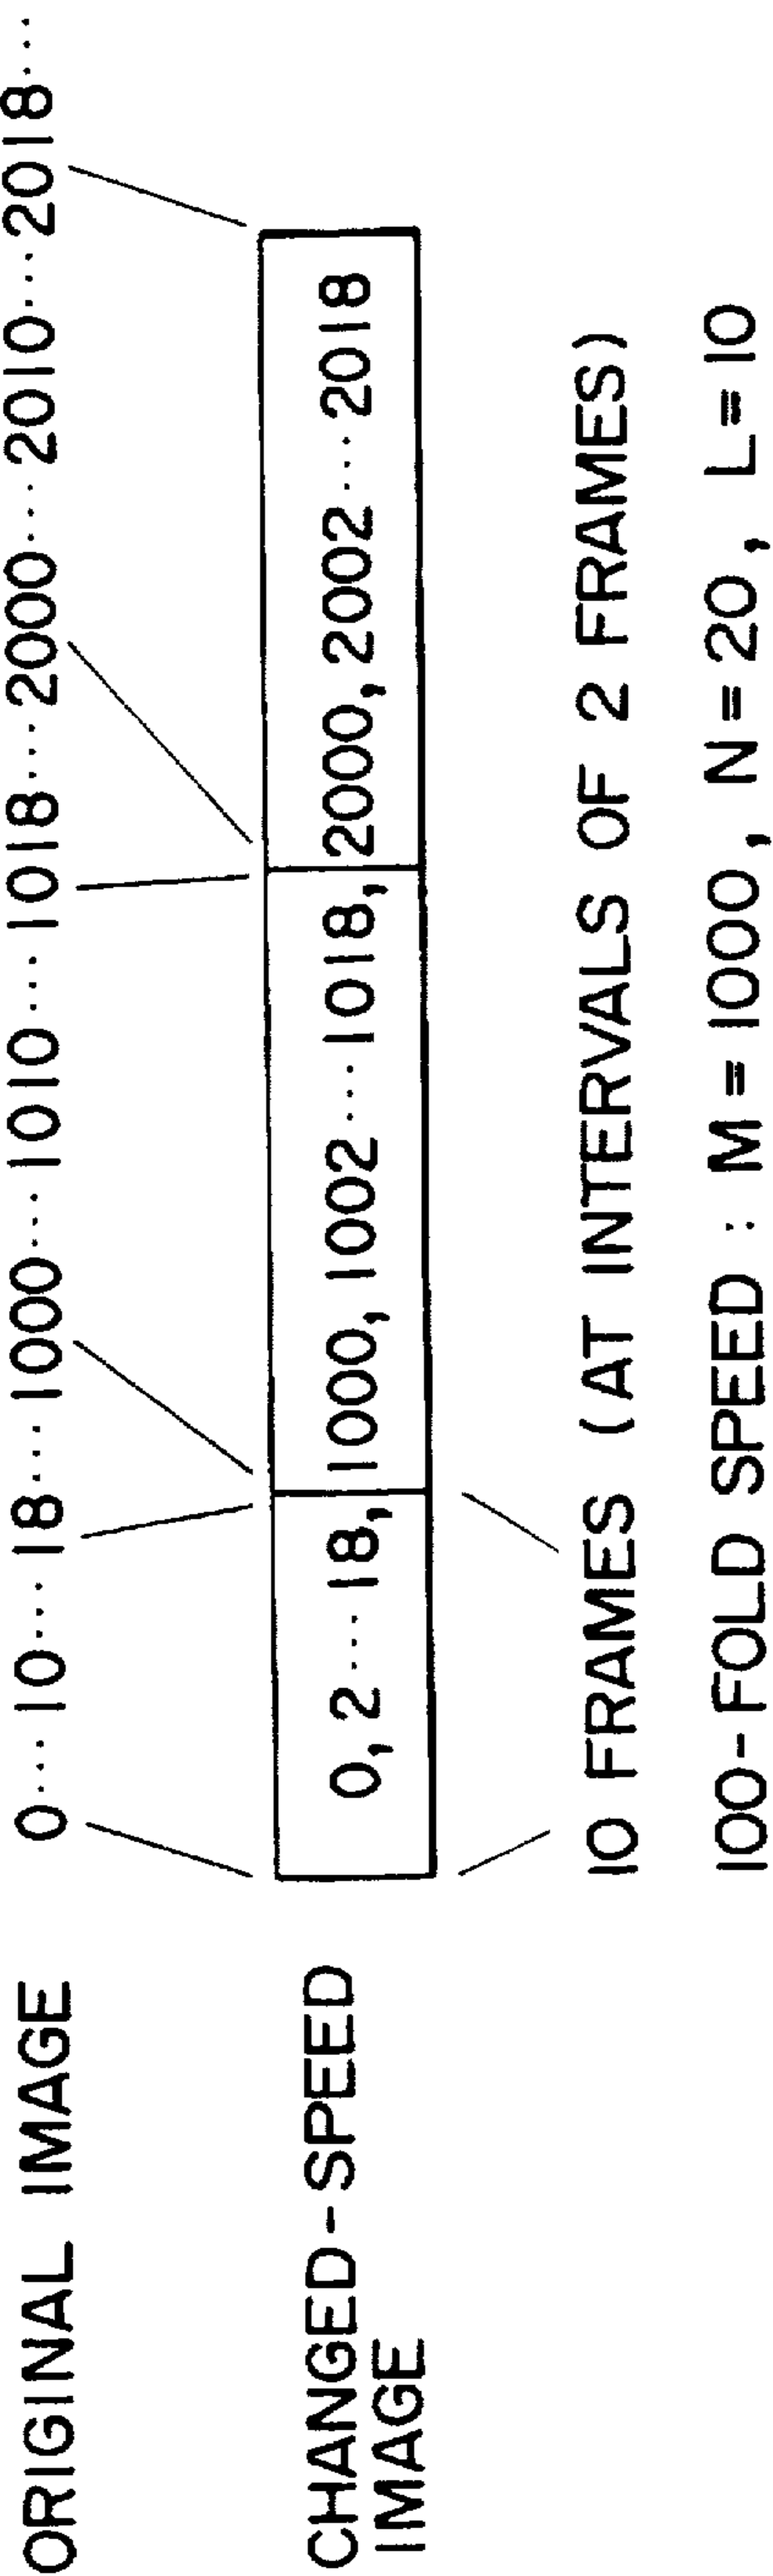 ORIGINAL IMAGE 0···10···18···1000···1010···1018···2000···2010···2018···
CHANGED-SPEED IMAGE
0, 2···18, 1000, 1002···1018, 2000, 2002···2018
10 FRAMES (AT INTERVALS OF 2 FRAMES)
100-FOLD SPEED : M = 1000, N = 20, L = 10